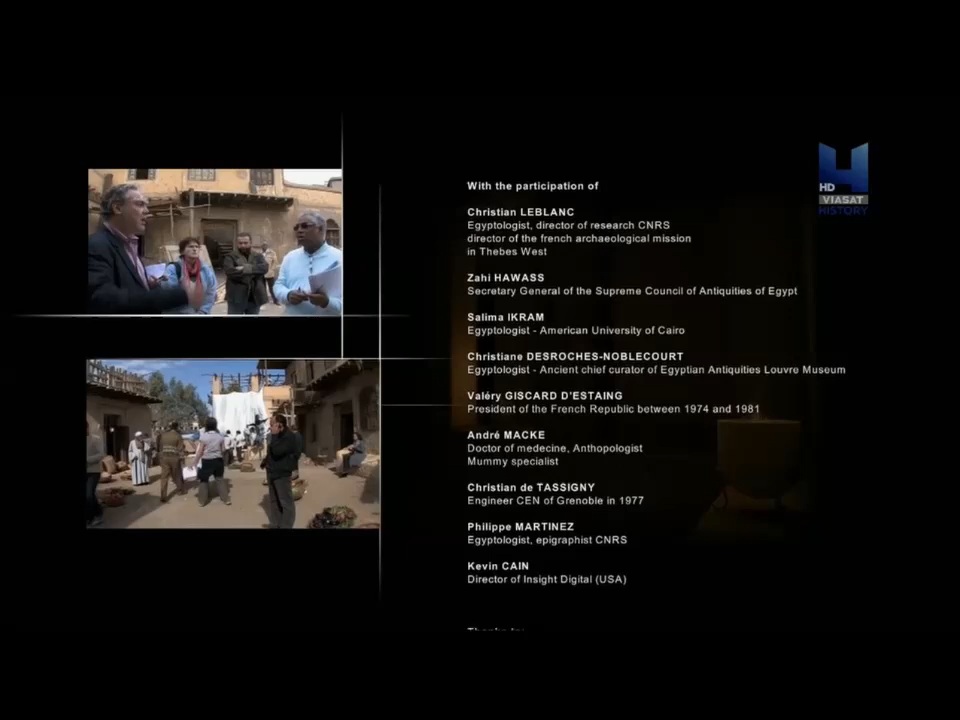 With the participation of
Christian LEBLANC
Egyptologist, director of research CNRS
director of the french archaeological mission
in Thebes West
Zahi HAWASS
Secretary General of the Supreme Council of Antiquities of Egypt
Salima IKRAM
Egyptologist - American University of Cairo
Christiane DESROCHES-NOBLECOURT
Egyptologist - Ancient chief curator of Egyptian Antiquities Louvre Museum
Valéry GISCARD D'ESTAING
President of the French Republic between 1974 and 1981
André MACKE
Doctor of medecine, Anthopologist
Mummy specialist
Christian de TASSIGNY
Engineer CEN of Grenoble in 1977
Philippe MARTINEZ
Egyptologist, epigraphist CNRS
Kevin CAIN
Director of Insight Digital (USA)
HD
VIASAT
HISTORY